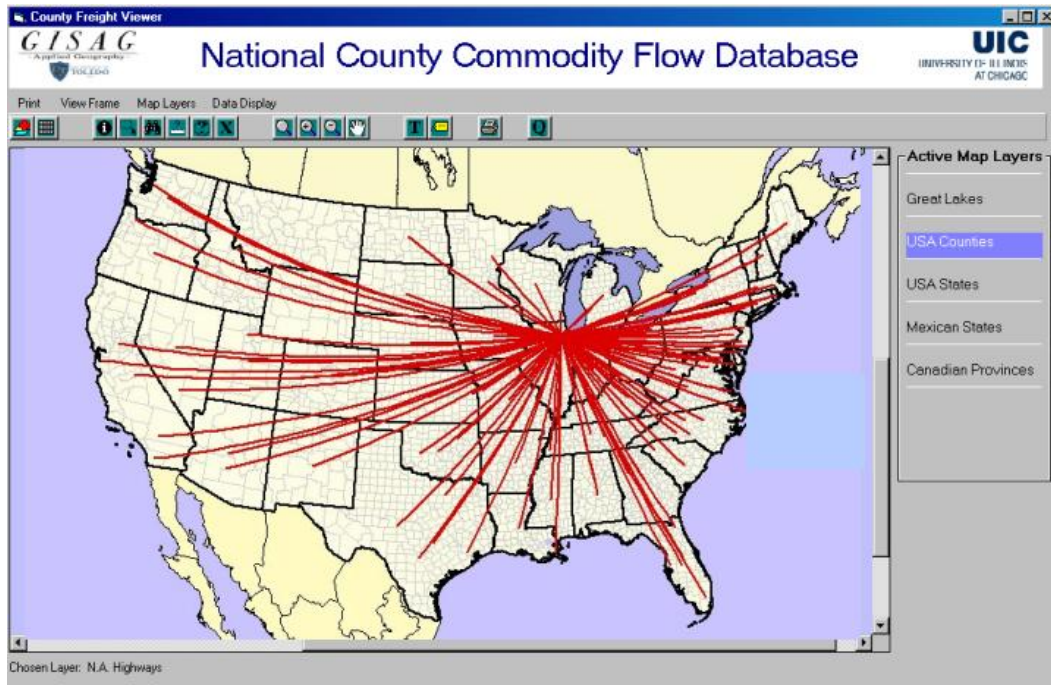 County Freight Viewer
GISAG
Applied Geography
TOLEDO
National County Commodity Flow Database
UIC
UNIVERSITY OF ILLINOIS
AT CHICAGO
Print View Frame Map Layers Data Display
T Q
Active Map Layers
Great Lakes
USA Counties
USA States
Mexican States
Canadian Provinces
Chosen Layer: N.A. Highways